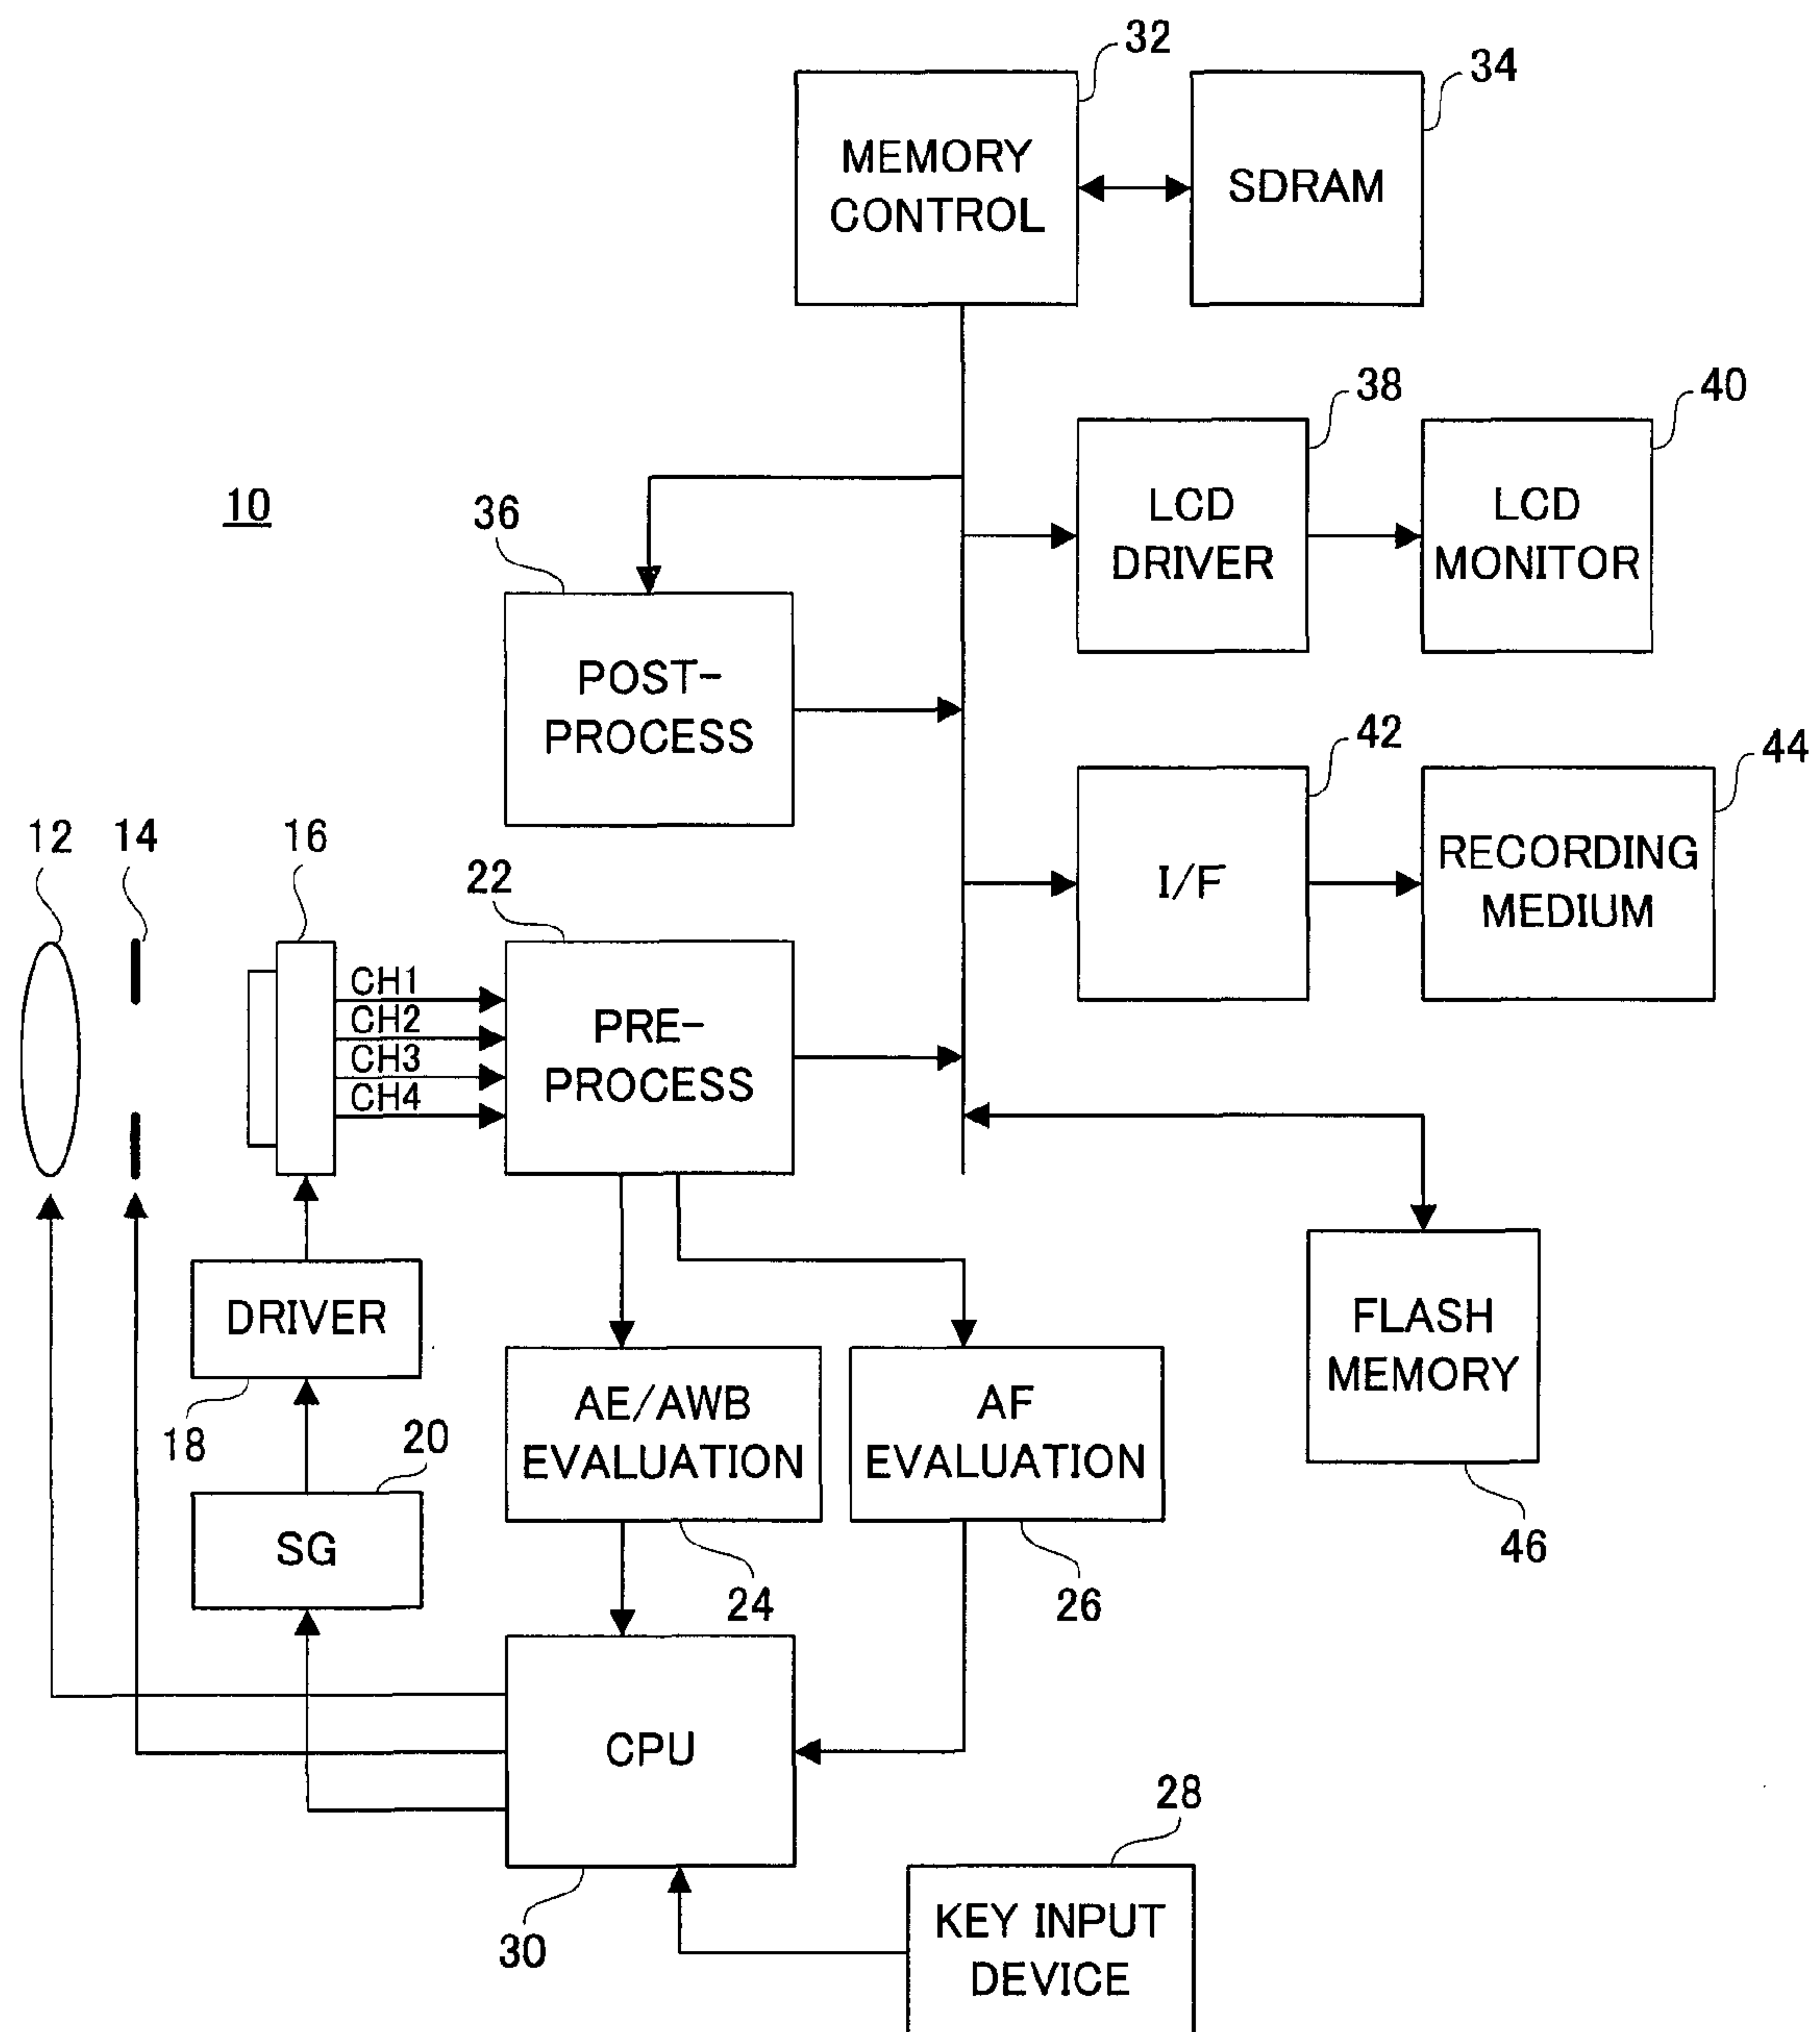 32
34
MEMORY
CONTROL
SDRAM
38
40
10
36
LCD
DRIVER
LCD
MONITOR
POST-
PROCESS
42
44
12
14
16
22
I/F
RECORDING
MEDIUM
CH1
CH2
CH3
CH4
PRE-
PROCESS
DRIVER
18
20
SG
AE/AWB
EVALUATION
24
AF
EVALUATION
26
FLASH
MEMORY
46
CPU
30
28
KEY INPUT
DEVICE